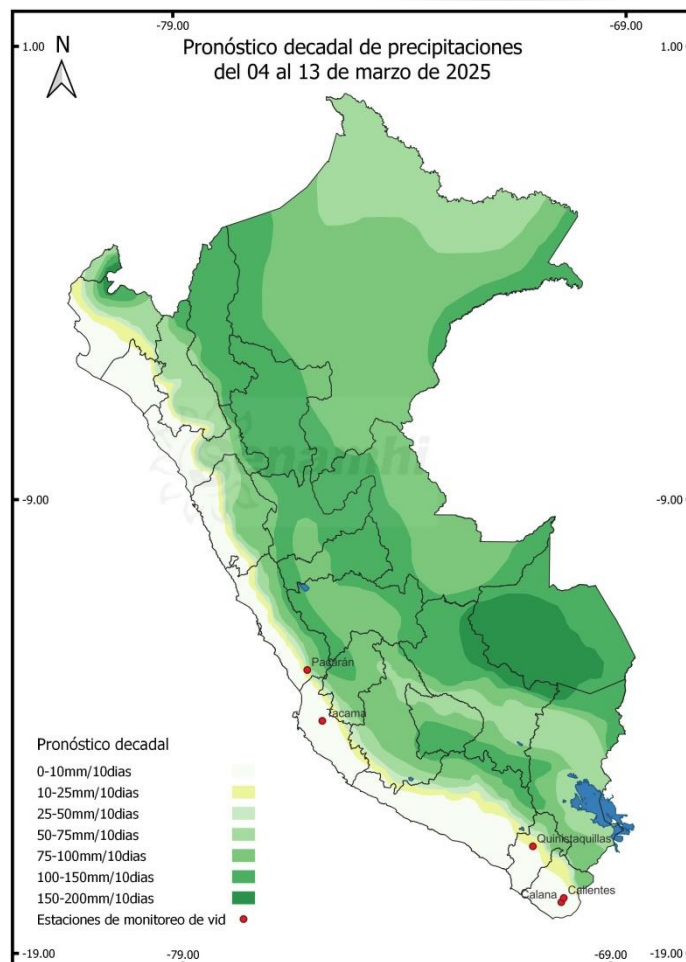 -79.00
-69.00
1.00
N
Pronóstico decadal de precipitaciones
del 04 al 13 de marzo de 2025
1.00
-9.00
senamhi
-9.00
Pacarán
Tacama
Pronóstico decadal
0-10mm/10dias
10-25mm/10dias
25-50mm/10dias
50-75mm/10dias
75-100mm/10dias
100-150mm/10dias
150-200mm/10dias
Estaciones de monitoreo de vid
Quinistaquillas
Calana
Calientes
-19.00
-79.00
-69.00
-19.00